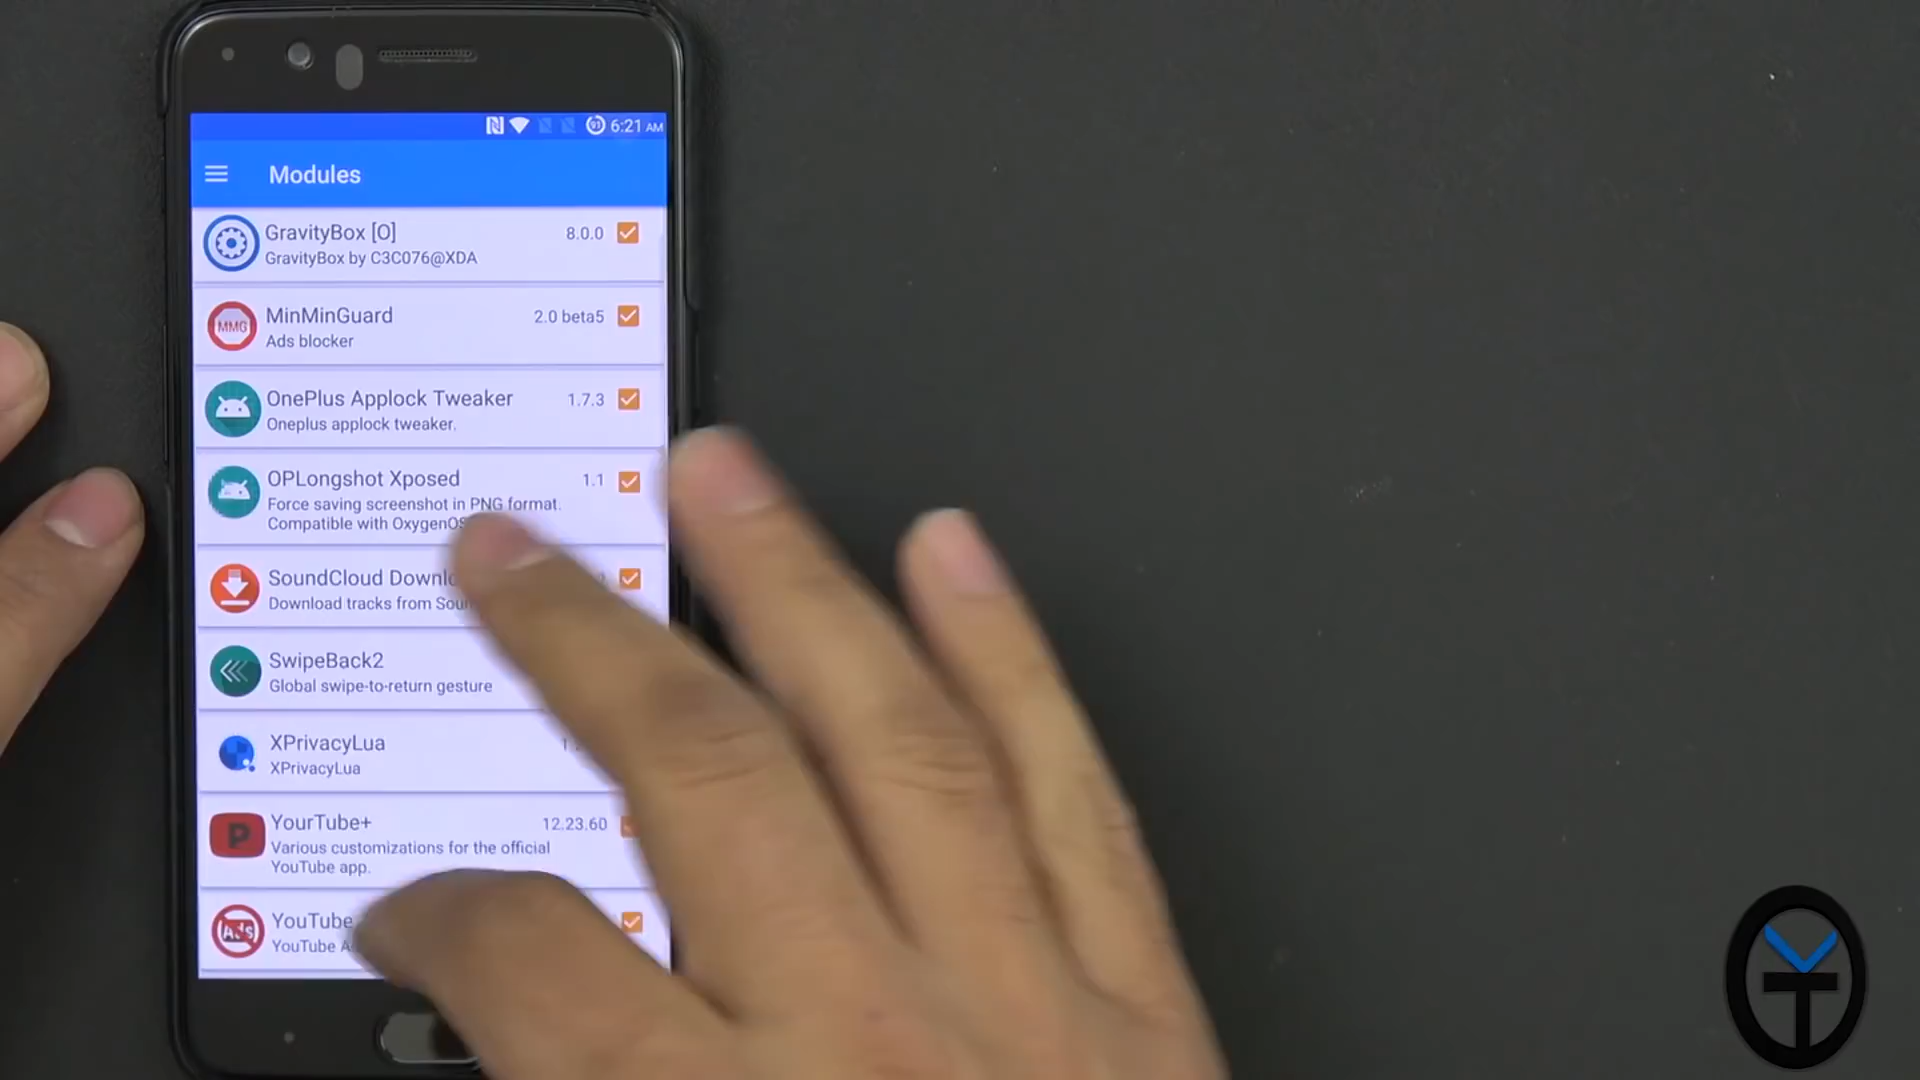 91 6:21 AM
Modules
GravityBox [O] 8.0.0
GravityBox by C3C076@XDA
MMG
MinMinGuard 2.0 beta5
Ads blocker
OnePlus Applock Tweaker 1.7.3
Oneplus applock tweaker.
OPLongshot Xposed 1.1
Force saving screenshot in PNG format.
Compatible with
SoundCloud
Download tracks from
SwipeBack2
Global swipe-to-return gesture
XPrivacyLua
XPrivacyLua
P
YourTube+ 12.23.60
Various customizations for the official
YouTube app.
Ads
YouTube
YouTube